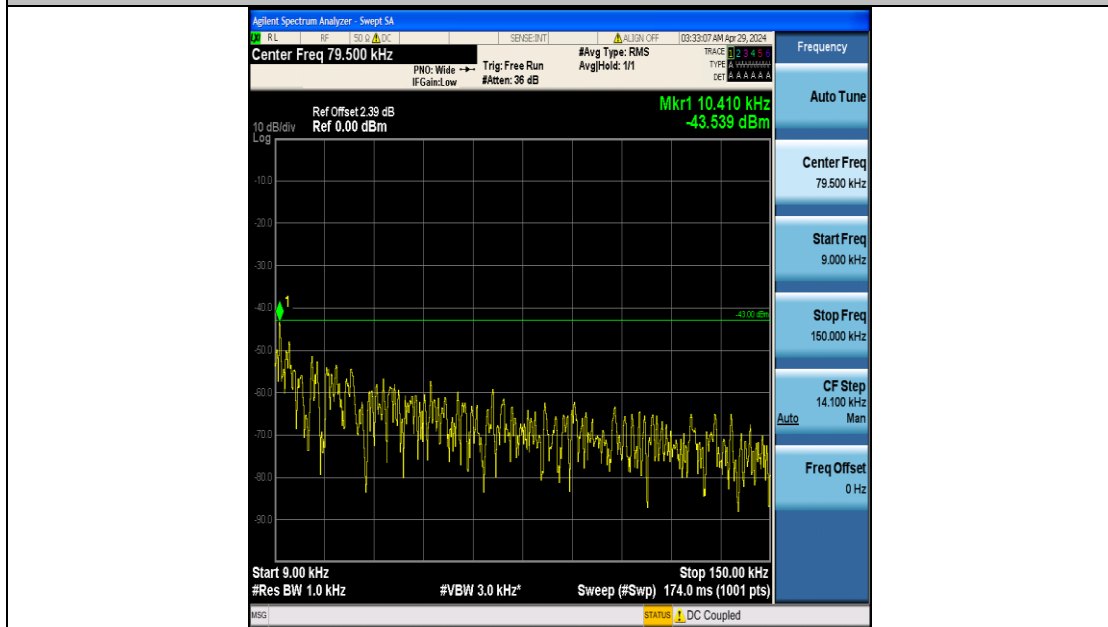 Agilent Spectrum Analyzer - Swept SA
RL RF 50 Ω DC SENSE:INT ALIGN OFF 03:33:07 AM Apr 29, 2024
Center Freq 79.500 kHz
PNO: Wide
IFGain:Low
Trig: Free Run
#Atten: 36 dB
#Avg Type: RMS
Avg|Hold: 1/1
TRACE 1 2 3 4 5 6
TYPE A
DET A A A A A A
Frequency
Mkr1 10.410 kHz
-43.539 dBm
Ref Offset 2.39 dB
10 dB/div Ref 0.00 dBm
Log
-10.0
-20.0
-30.0
-40.0
1
-43.00 dBm
-50.0
-60.0
-70.0
-80.0
-90.0
Start 9.00 kHz Stop 150.00 kHz
#Res BW 1.0 kHz #VBW 3.0 kHz* Sweep (#Swp) 174.0 ms (1001 pts)
Auto Tune
Center Freq
79.500 kHz
Start Freq
9.000 kHz
Stop Freq
150.000 kHz
CF Step
14.100 kHz
Auto Man
Freq Offset
0 Hz
MSG STATUS DC Coupled